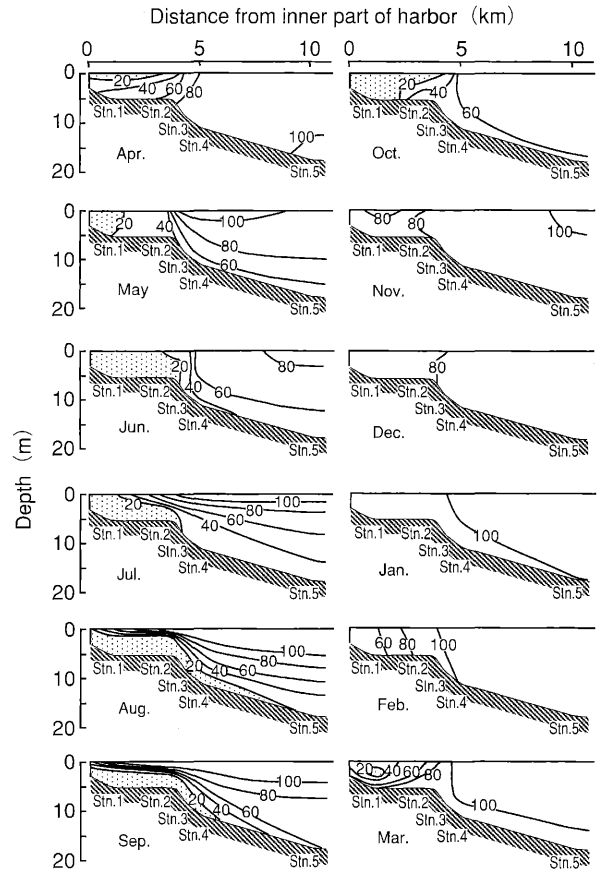 Distance from inner part of harbor (km)
0 5 10 0 5 10
Depth (m)
0
10
20
20 40 60 80
100
Stn.1 Stn.2
Stn.3
Stn.4
Stn.5
Apr.
20
40
60
Stn.1 Stn.2
Stn.3
Stn.4
Stn.5
Oct.
0
10
20
20 40 100
80
60
Stn.1 Stn.2
Stn.3
Stn.4
Stn.5
May
80 80
100
Stn.1 Stn.2
Stn.3
Stn.4
Stn.5
Nov.
0
10
20
20 80
40 60
Stn.1 Stn.2
Stn.3
Stn.4
Stn.5
Jun.
80
Stn.1 Stn.2
Stn.3
Stn.4
Stn.5
Dec.
0
10
20
20 100
80
60
40
Stn.1 Stn.2
Stn.3
Stn.4
Stn.5
Jul.
100
Stn.1 Stn.2
Stn.3
Stn.4
Stn.5
Jan.
0
10
20
100
80
20 40 60
Stn.1 Stn.2
Stn.3
Stn.4
Stn.5
Aug.
60 80 100
Stn.1 Stn.2
Stn.3
Stn.4
Stn.5
Feb.
0
10
20
100
80
20 40 60
Stn.1 Stn.2
Stn.3
Stn.4
Stn.5
Sep.
20 40 60 80
100
Stn.1 Stn.2
Stn.3
Stn.4
Stn.5
Mar.